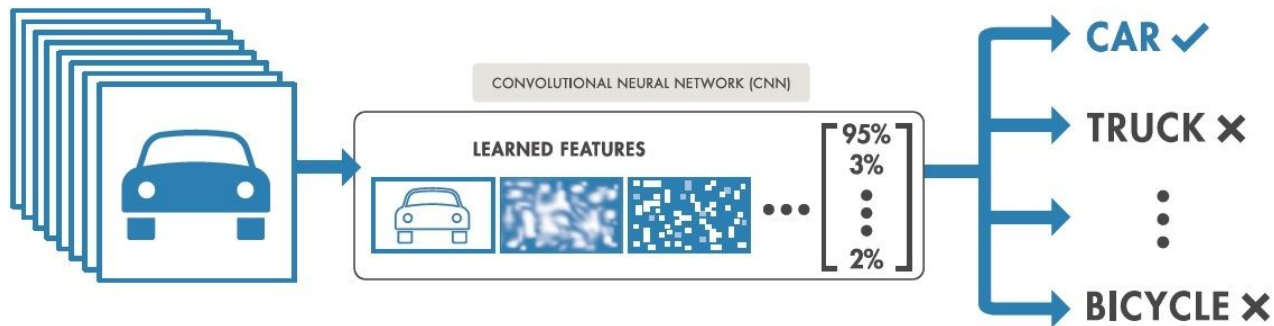 CONVOLUTIONAL NEURAL NETWORK (CNN)
LEARNED FEATURES
95%
3%
2%
CAR
TRUCK
BICYCLE